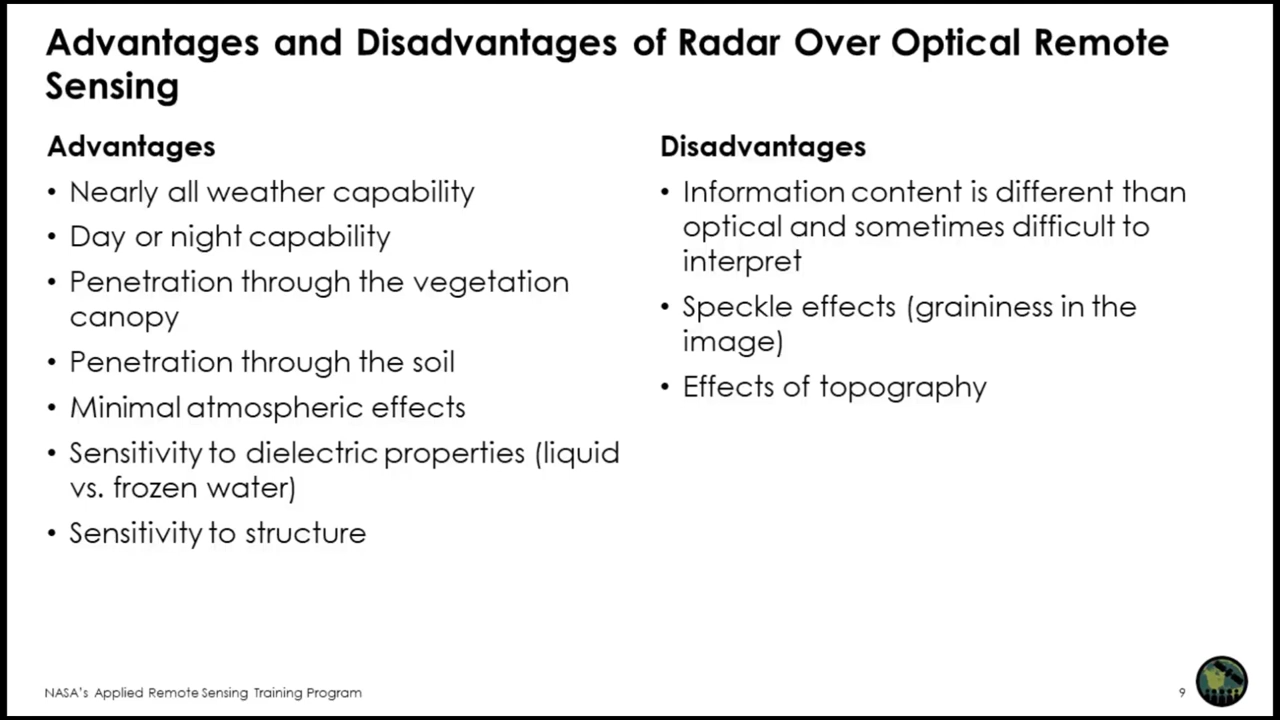 Advantages and Disadvantages of Radar Over Optical Remote
Sensing
Advantages
• Nearly all weather capability
• Day or night capability
• Penetration through the vegetation
canopy
• Penetration through the soil
• Minimal atmospheric effects
• Sensitivity to dielectric properties (liquid
vs. frozen water)
• Sensitivity to structure
Disadvantages
• Information content is different than
optical and sometimes difficult to
interpret
• Speckle effects (graininess in the
image)
• Effects of topography
NASA's Applied Remote Sensing Training Program
9